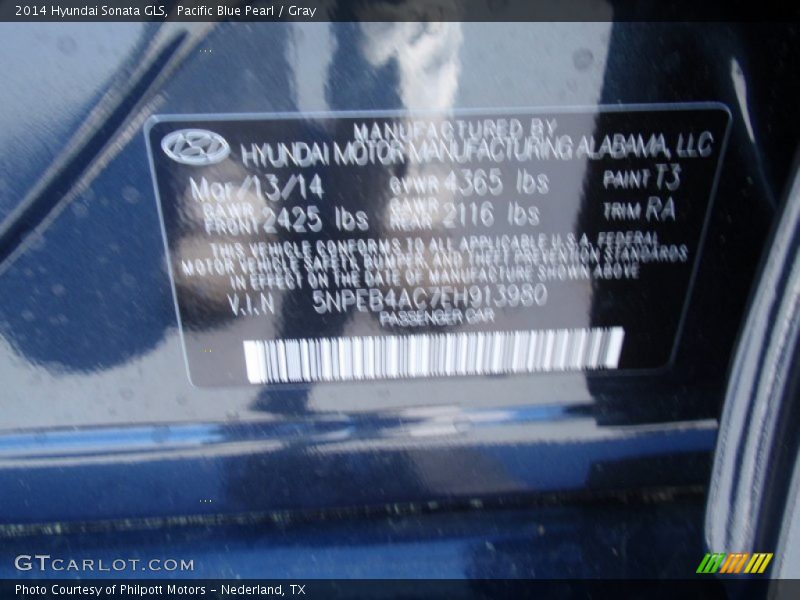 2014 Hyundai Sonata GLS,  Pacific Blue Pearl / Gray
MANUFACTURED BY
HYUNDAI MOTOR MANUFACTURING ALABAMA, LLC
Mar/13/14 GVWR 4365 lbs PAINT T3
GAWR FRONT 2425 lbs GAWR REAR 2116 lbs TRIM RA
THIS VEHICLE CONFORMS TO ALL APPLICABLE U.S.A. FEDERAL
MOTOR VEHICLE SAFETY, BUMPER, AND THEFT PREVENTION STANDARDS
IN EFFECT ON THE DATE OF MANUFACTURE SHOWN ABOVE
V.I.N 5NPEB4AC7EH913980
PASSENGER CAR
GTCARLOT.COM
Photo Courtesy of Philpott Motors - Nederland, TX